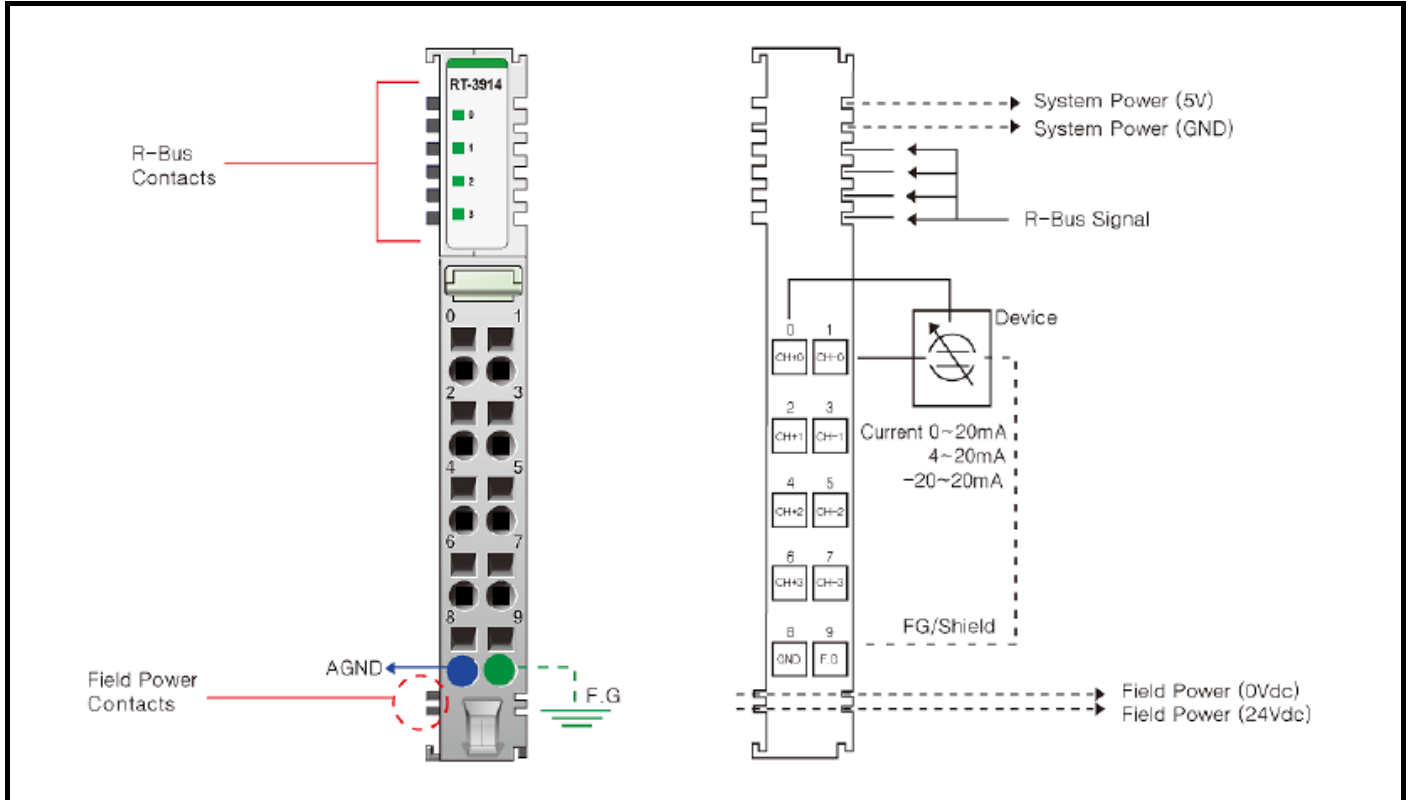 RT-3914
0
1
2
3
R-Bus
Contacts
0 1
2 3
4 5
6 7
8 9
AGND
F.G
Field Power
Contacts
System Power (5V)
System Power (GND)
R-Bus Signal
Device
0 1
CH+0 CH-0
2 3
CH+1 CH-1
Current 0~20mA
4~20mA
-20~20mA
4 5
CH+2 CH-2
6 7
CH+3 CH-3
FG/Shield
8 9
GND F.G
Field Power (0Vdc)
Field Power (24Vdc)